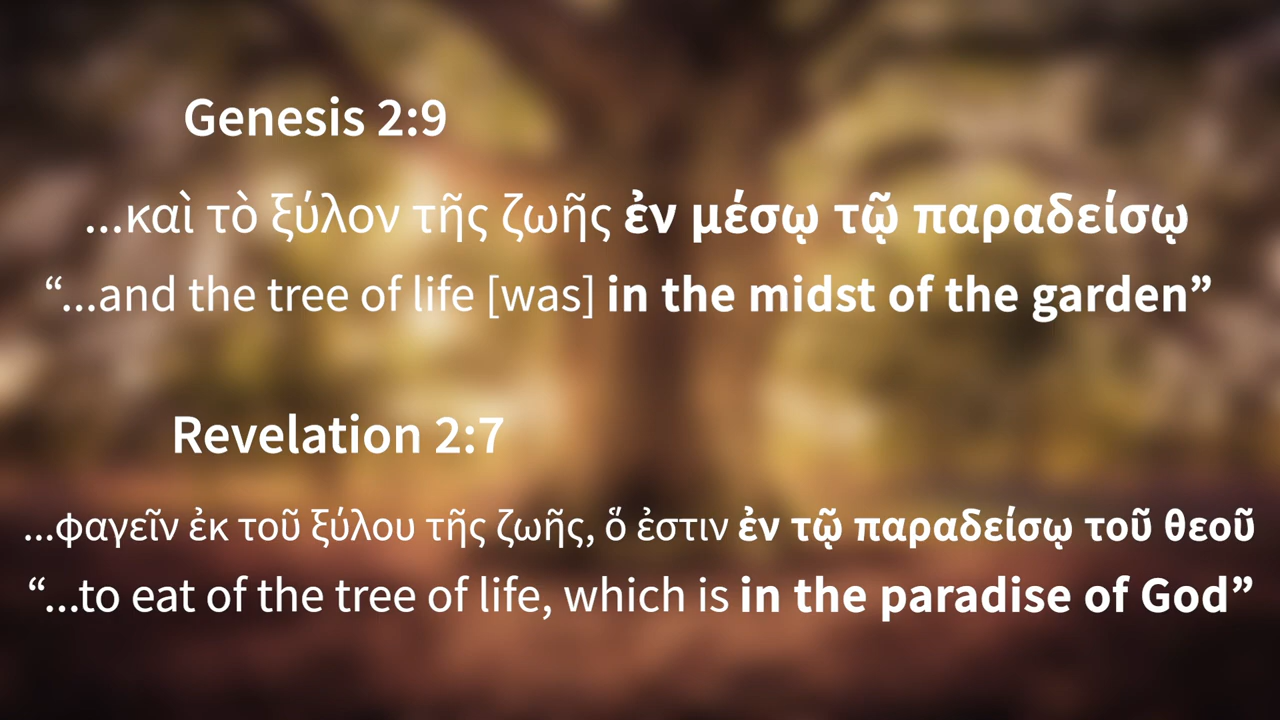 Genesis 2:9
...καὶ τὸ ξύλον τῆς ζωῆς ἐν μέσῳ τῷ παραδείσῳ
“...and the tree of life [was] in the midst of the garden”
Revelation 2:7
...φαγεῖν ἐκ τοῦ ξύλου τῆς ζωῆς, ὅ ἐστιν ἐν τῷ παραδείσῳ τοῦ θεοῦ
“...to eat of the tree of life, which is in the paradise of God”